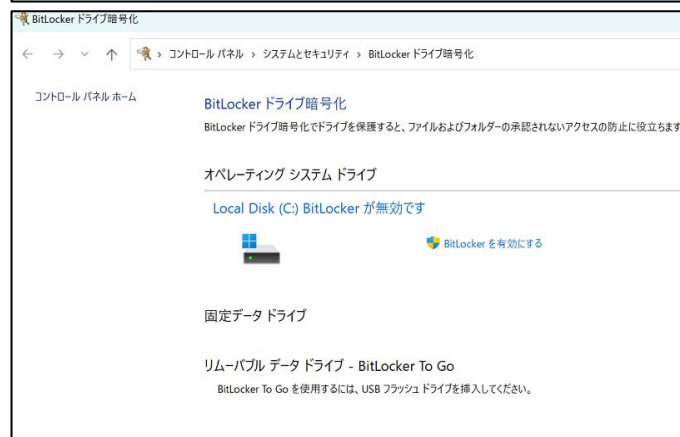 BitLocker ドライブ暗号化
コントロール パネル > システムとセキュリティ > BitLocker ドライブ暗号化
コントロール パネル ホーム
BitLocker ドライブ暗号化
BitLocker ドライブ暗号化でドライブを保護すると、ファイルおよびフォルダーの承認されないアクセスの防止に役立ちます
オペレーティング システム ドライブ
Local Disk (C:) BitLocker が無効です
BitLocker を有効にする
固定データ ドライブ
リムーバブル データ ドライブ - BitLocker To Go
BitLocker To Go を使用するには、USB フラッシュ ドライブを挿入してください。